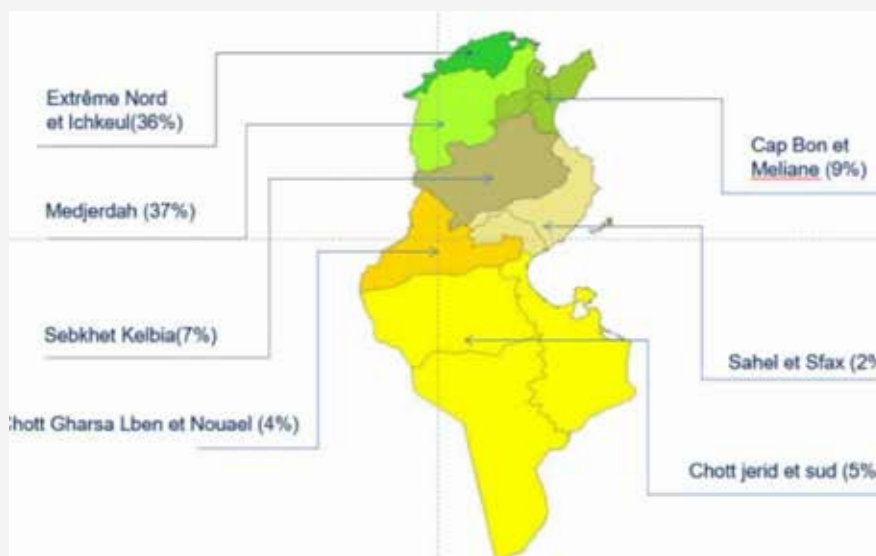 Extrême Nord
et Ichkeul(36%)
Medjerdah (37%)
Sebkhet Kelbia(7%)
hott Gharsa Lben et Nouael (4%)
Cap Bon et
Meliane (9%)
Sahel et Sfax (2%
Chott jerid et sud (5%